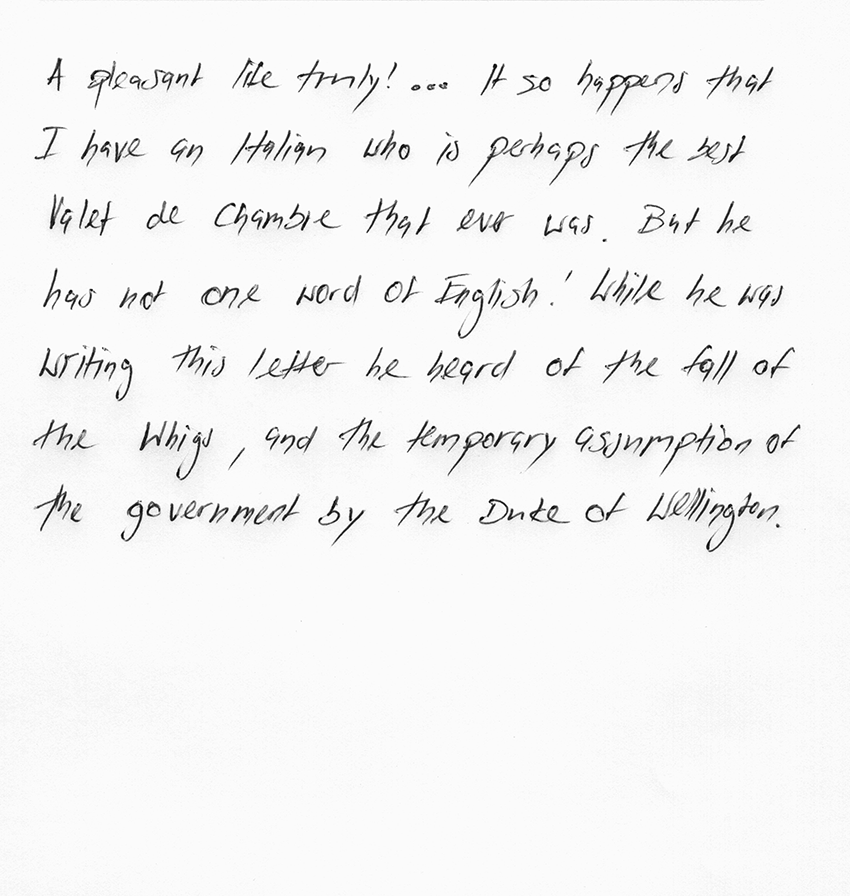 A pleasant life truly! ... It so happens that
I have an Italian who is perhaps the best
Valet de Chambre that ever was. But he
has not one word of English! While he was
writing this letter he heard of the fall of
the Whigs, and the temporary assumption of
the government by the Duke of Wellington.